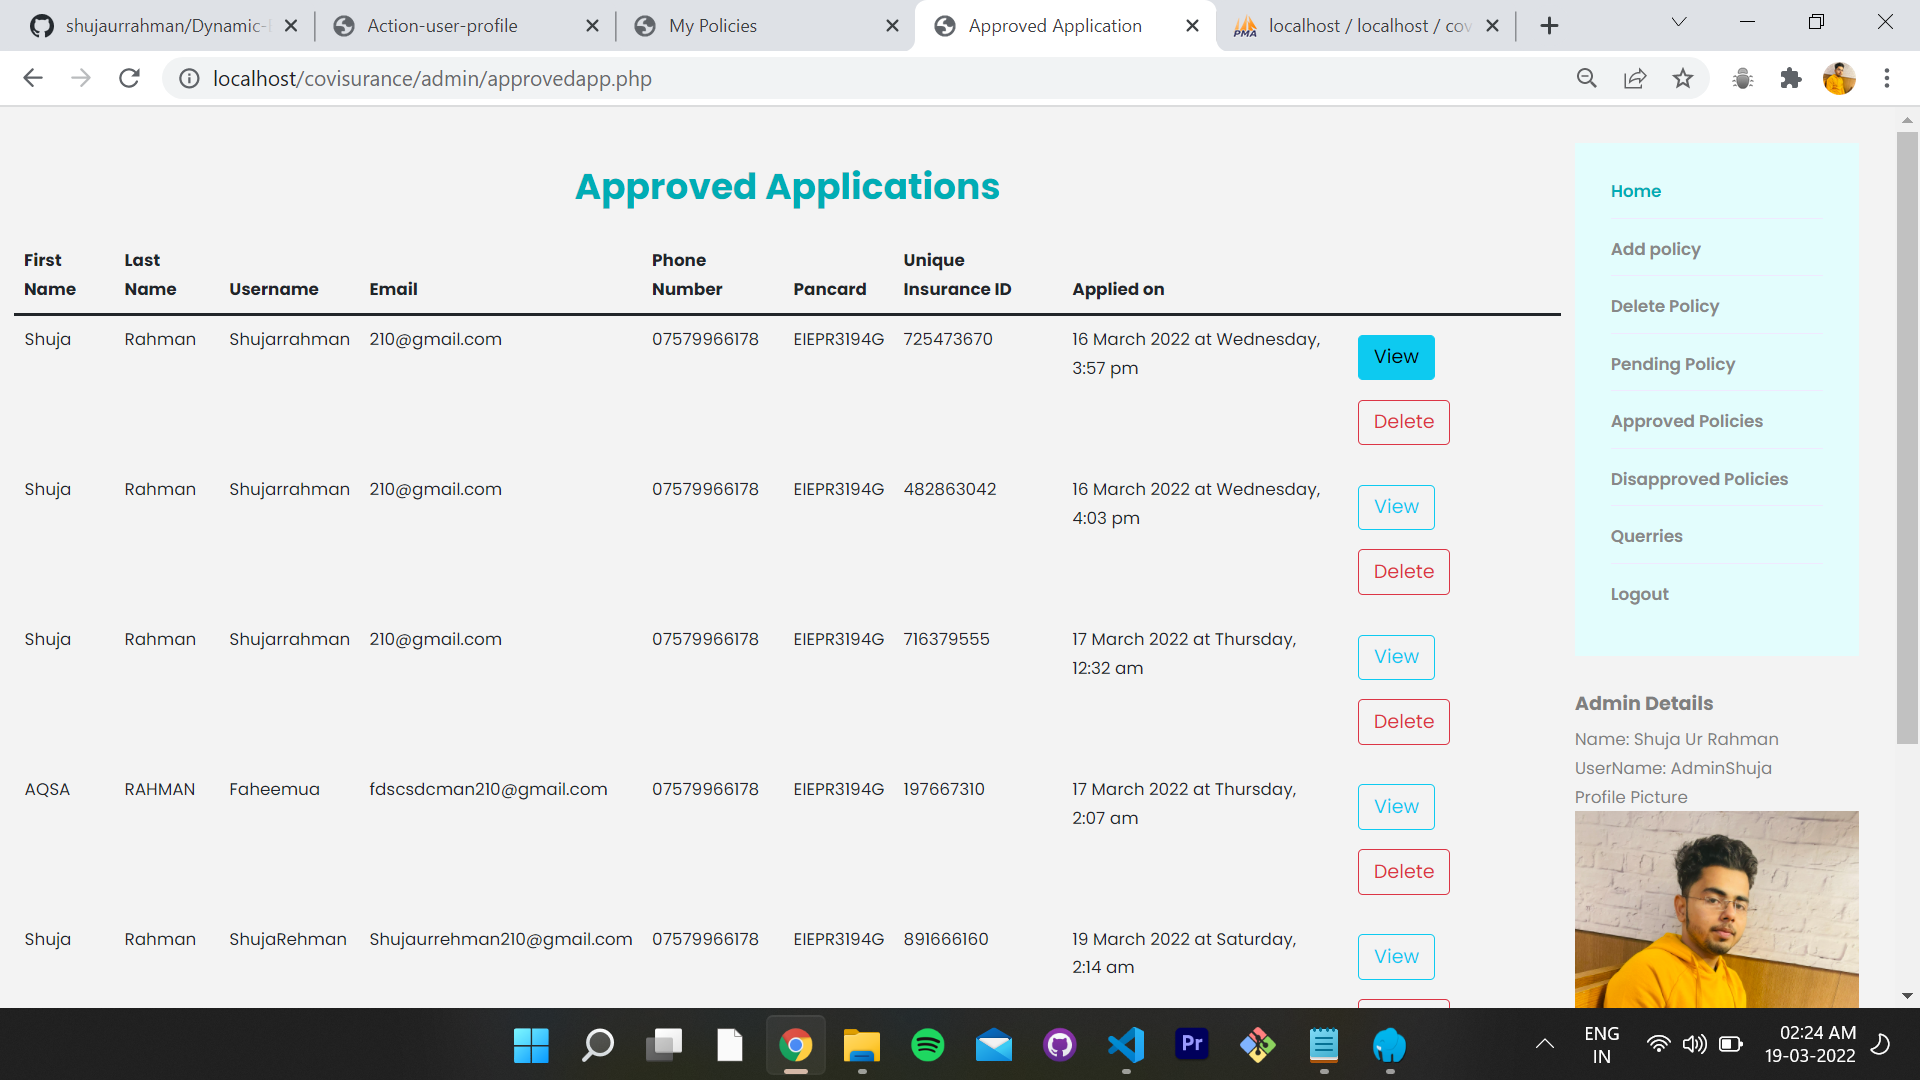 shujaurrahman/Dynamic-
Action-user-profile
My Policies
Approved Application
localhost / localhost / cov
localhost/covisurance/admin/approvedapp.php
Approved Applications
First Name Last Name Username Email Phone Number Pancard Unique Insurance ID Applied on
Shuja Rahman Shujarrahman 210@gmail.com 07579966178 EIEPR3194G 725473670 16 March 2022 at Wednesday,
3:57 pm
View
Delete
Shuja Rahman Shujarrahman 210@gmail.com 07579966178 EIEPR3194G 482863042 16 March 2022 at Wednesday,
4:03 pm
View
Delete
Shuja Rahman Shujarrahman 210@gmail.com 07579966178 EIEPR3194G 716379555 17 March 2022 at Thursday,
12:32 am
View
Delete
AQSA RAHMAN Faheemua fdscsdcman210@gmail.com 07579966178 EIEPR3194G 197667310 17 March 2022 at Thursday,
2:07 am
View
Delete
Shuja Rahman ShujaRehman Shujaurrehman210@gmail.com 07579966178 EIEPR3194G 891666160 19 March 2022 at Saturday,
2:14 am
View
Home
Add policy
Delete Policy
Pending Policy
Approved Policies
Disapproved Policies
Querries
Logout
Admin Details
Name: Shuja Ur Rahman
UserName: AdminShuja
Profile Picture
PMA
Pr
ENG
IN
02:24 AM
19-03-2022